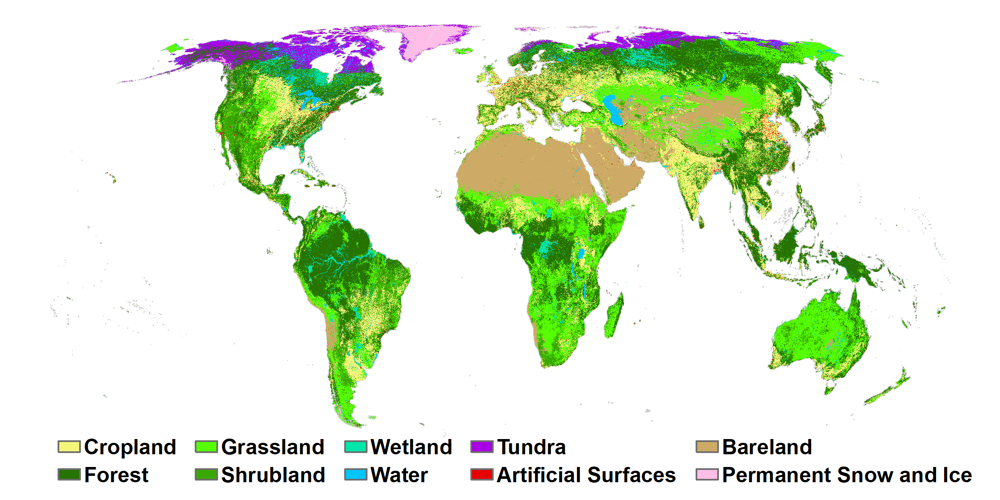 Cropland Grassland Wetland Tundra Bareland
Forest Shrubland Water Artificial Surfaces Permanent Snow and Ice